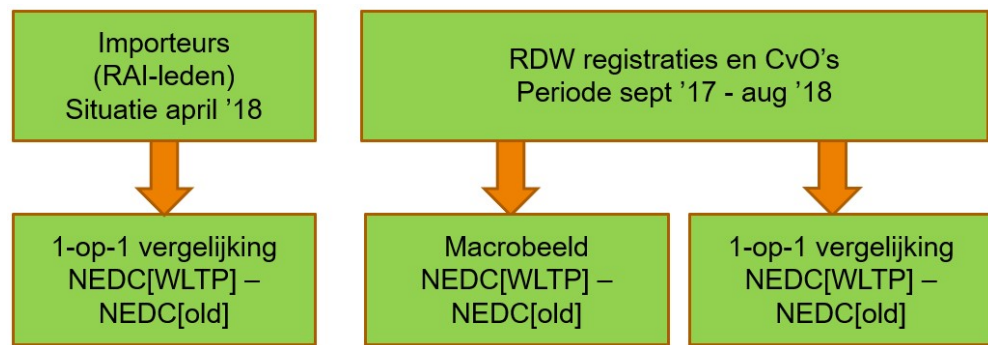 Importeurs
(RAI-leden)
Situatie april ’18
RDW registraties en CvO’s
Periode sept ’17 - aug ’18
1-op-1 vergelijking
NEDC[WLTP] –
NEDC[old]
Macrobeeld
NEDC[WLTP] –
NEDC[old]
1-op-1 vergelijking
NEDC[WLTP] –
NEDC[old]